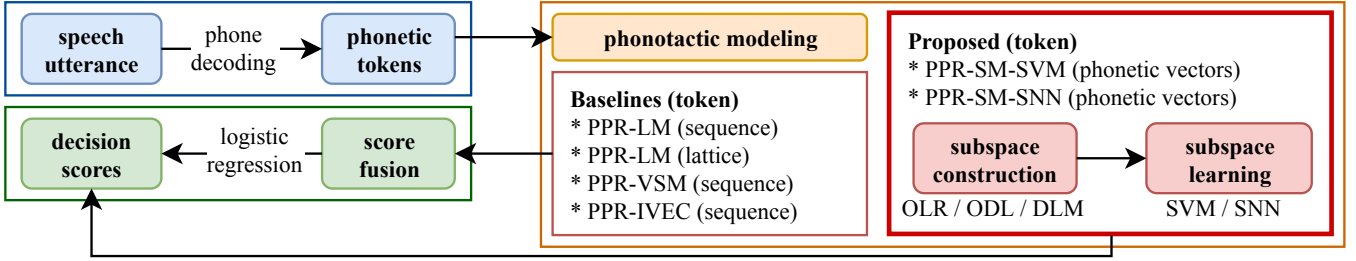 speech
utterance
phone
decoding
phonetic
tokens
phonotactic modeling
Baselines (token)
* PPR-LM (sequence)
* PPR-LM (lattice)
* PPR-VSM (sequence)
* PPR-IVEC (sequence)
Proposed (token)
* PPR-SM-SVM (phonetic vectors)
* PPR-SM-SNN (phonetic vectors)
subspace
construction
OLR / ODL / DLM
subspace
learning
SVM / SNN
decision
scores
logistic
regression
score
fusion